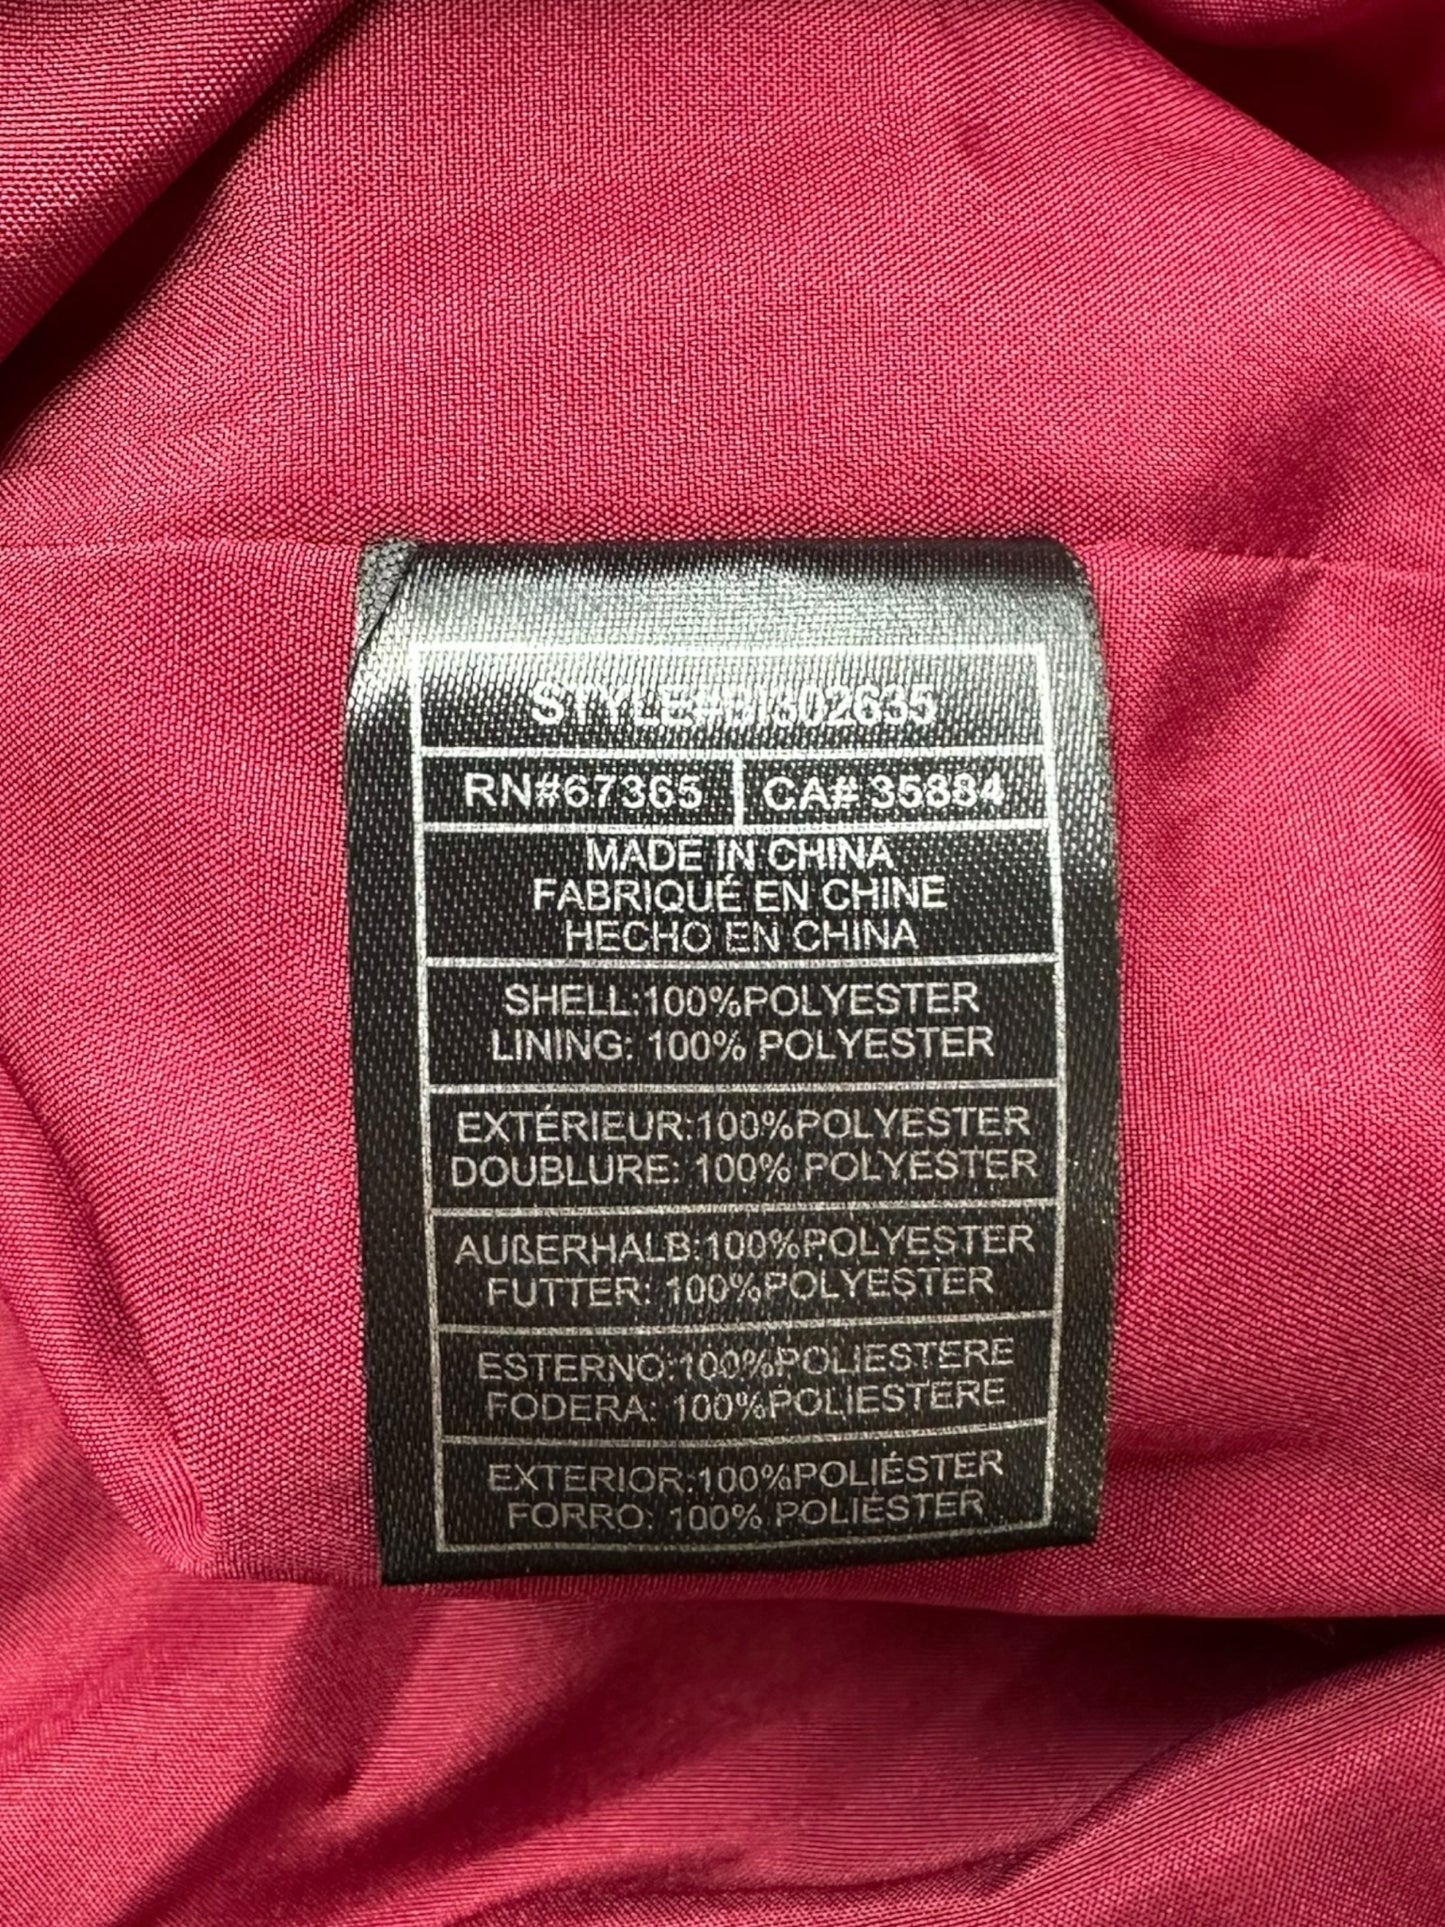 STYLE#BI302635
RN#67365 CA# 35884
MADE IN CHINA
FABRIQUÉ EN CHINE
HECHO EN CHINA
SHELL:100%POLYESTER
LINING: 100% POLYESTER
EXTÉRIEUR:100%POLYESTER
DOUBLURE: 100% POLYESTER
AUßERHALB:100%POLYESTER
FUTTER: 100%POLYESTER
ESTERNO:100%POLIESTERE
FODERA: 100%POLIESTERE
EXTERIOR:100%POLIÉSTER
FORRO: 100% POLIÉSTER